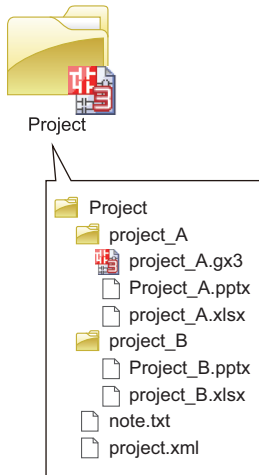 Project
Project
project_A
project_A.gx3
Project_A.pptx
project_A.xlsx
project_B
Project_B.pptx
project_B.xlsx
note.txt
project.xml